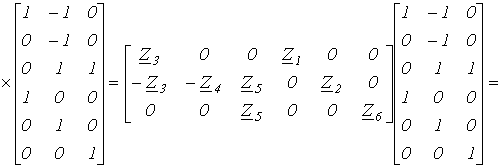 × [ 1 −1 0 ; 0 −1 0 ; 0 1 1 ; 1 0 0 ; 0 1 0 ; 0 0 1 ] = [ Z₃ 0 0 Z₁ 0 0 ; −Z₃ −Z₄ Z₅ 0 Z₂ 0 ; 0 0 Z₅ 0 0 Z₆ ] [ 1 −1 0 ; 0 −1 0 ; 0 1 1 ; 1 0 0 ; 0 1 0 ; 0 0 1 ] =